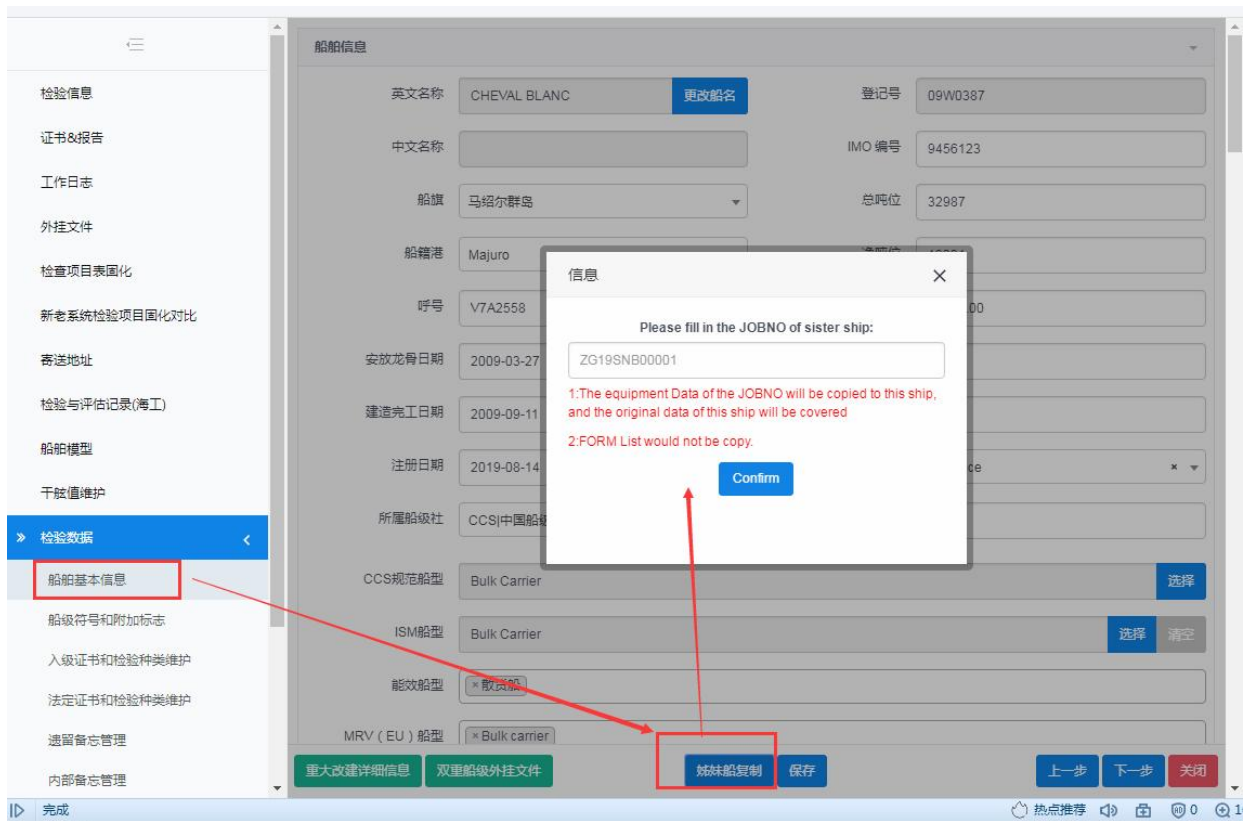 检验信息
证书&报告
工作日志
外挂文件
检查项目表固化
新老系统检验项目固化对比
寄送地址
检验与评估记录(海工)
船舶模型
干舷值维护
检验数据
船舶基本信息
船级符号和附加标志
入级证书和检验种类维护
法定证书和检验种类维护
遗留备忘管理
内部备忘管理
船舶信息
英文名称 CHEVAL BLANC 更改船名 登记号 09W0387
中文名称 IMO 编号 9456123
船旗 马绍尔群岛 总吨位 32987
船籍港 Majuro
呼号 V7A2558 00
安放龙骨日期 2009-03-27
建造完工日期 2009-09-11
注册日期 2019-08-14 ce × 
所属船级社 CCS|中国船级
CCS规范船型 Bulk Carrier 选择
ISM船型 Bulk Carrier 选择 清空
能效船型 ×散货船
MRV ( EU ) 船型 ×Bulk carrier
信息 ×
Please fill in the JOBNO of sister ship:
ZG19SNB00001
1:The equipment Data of the JOBNO will be copied to this ship,
and the original data of this ship will be covered
2:FORM List would not be copy.
Confirm
重大改建详细信息 双重船级外挂文件 姊妹船复制 保存 上一步 下一步 关闭
完成 热点推荐 AD 0 1